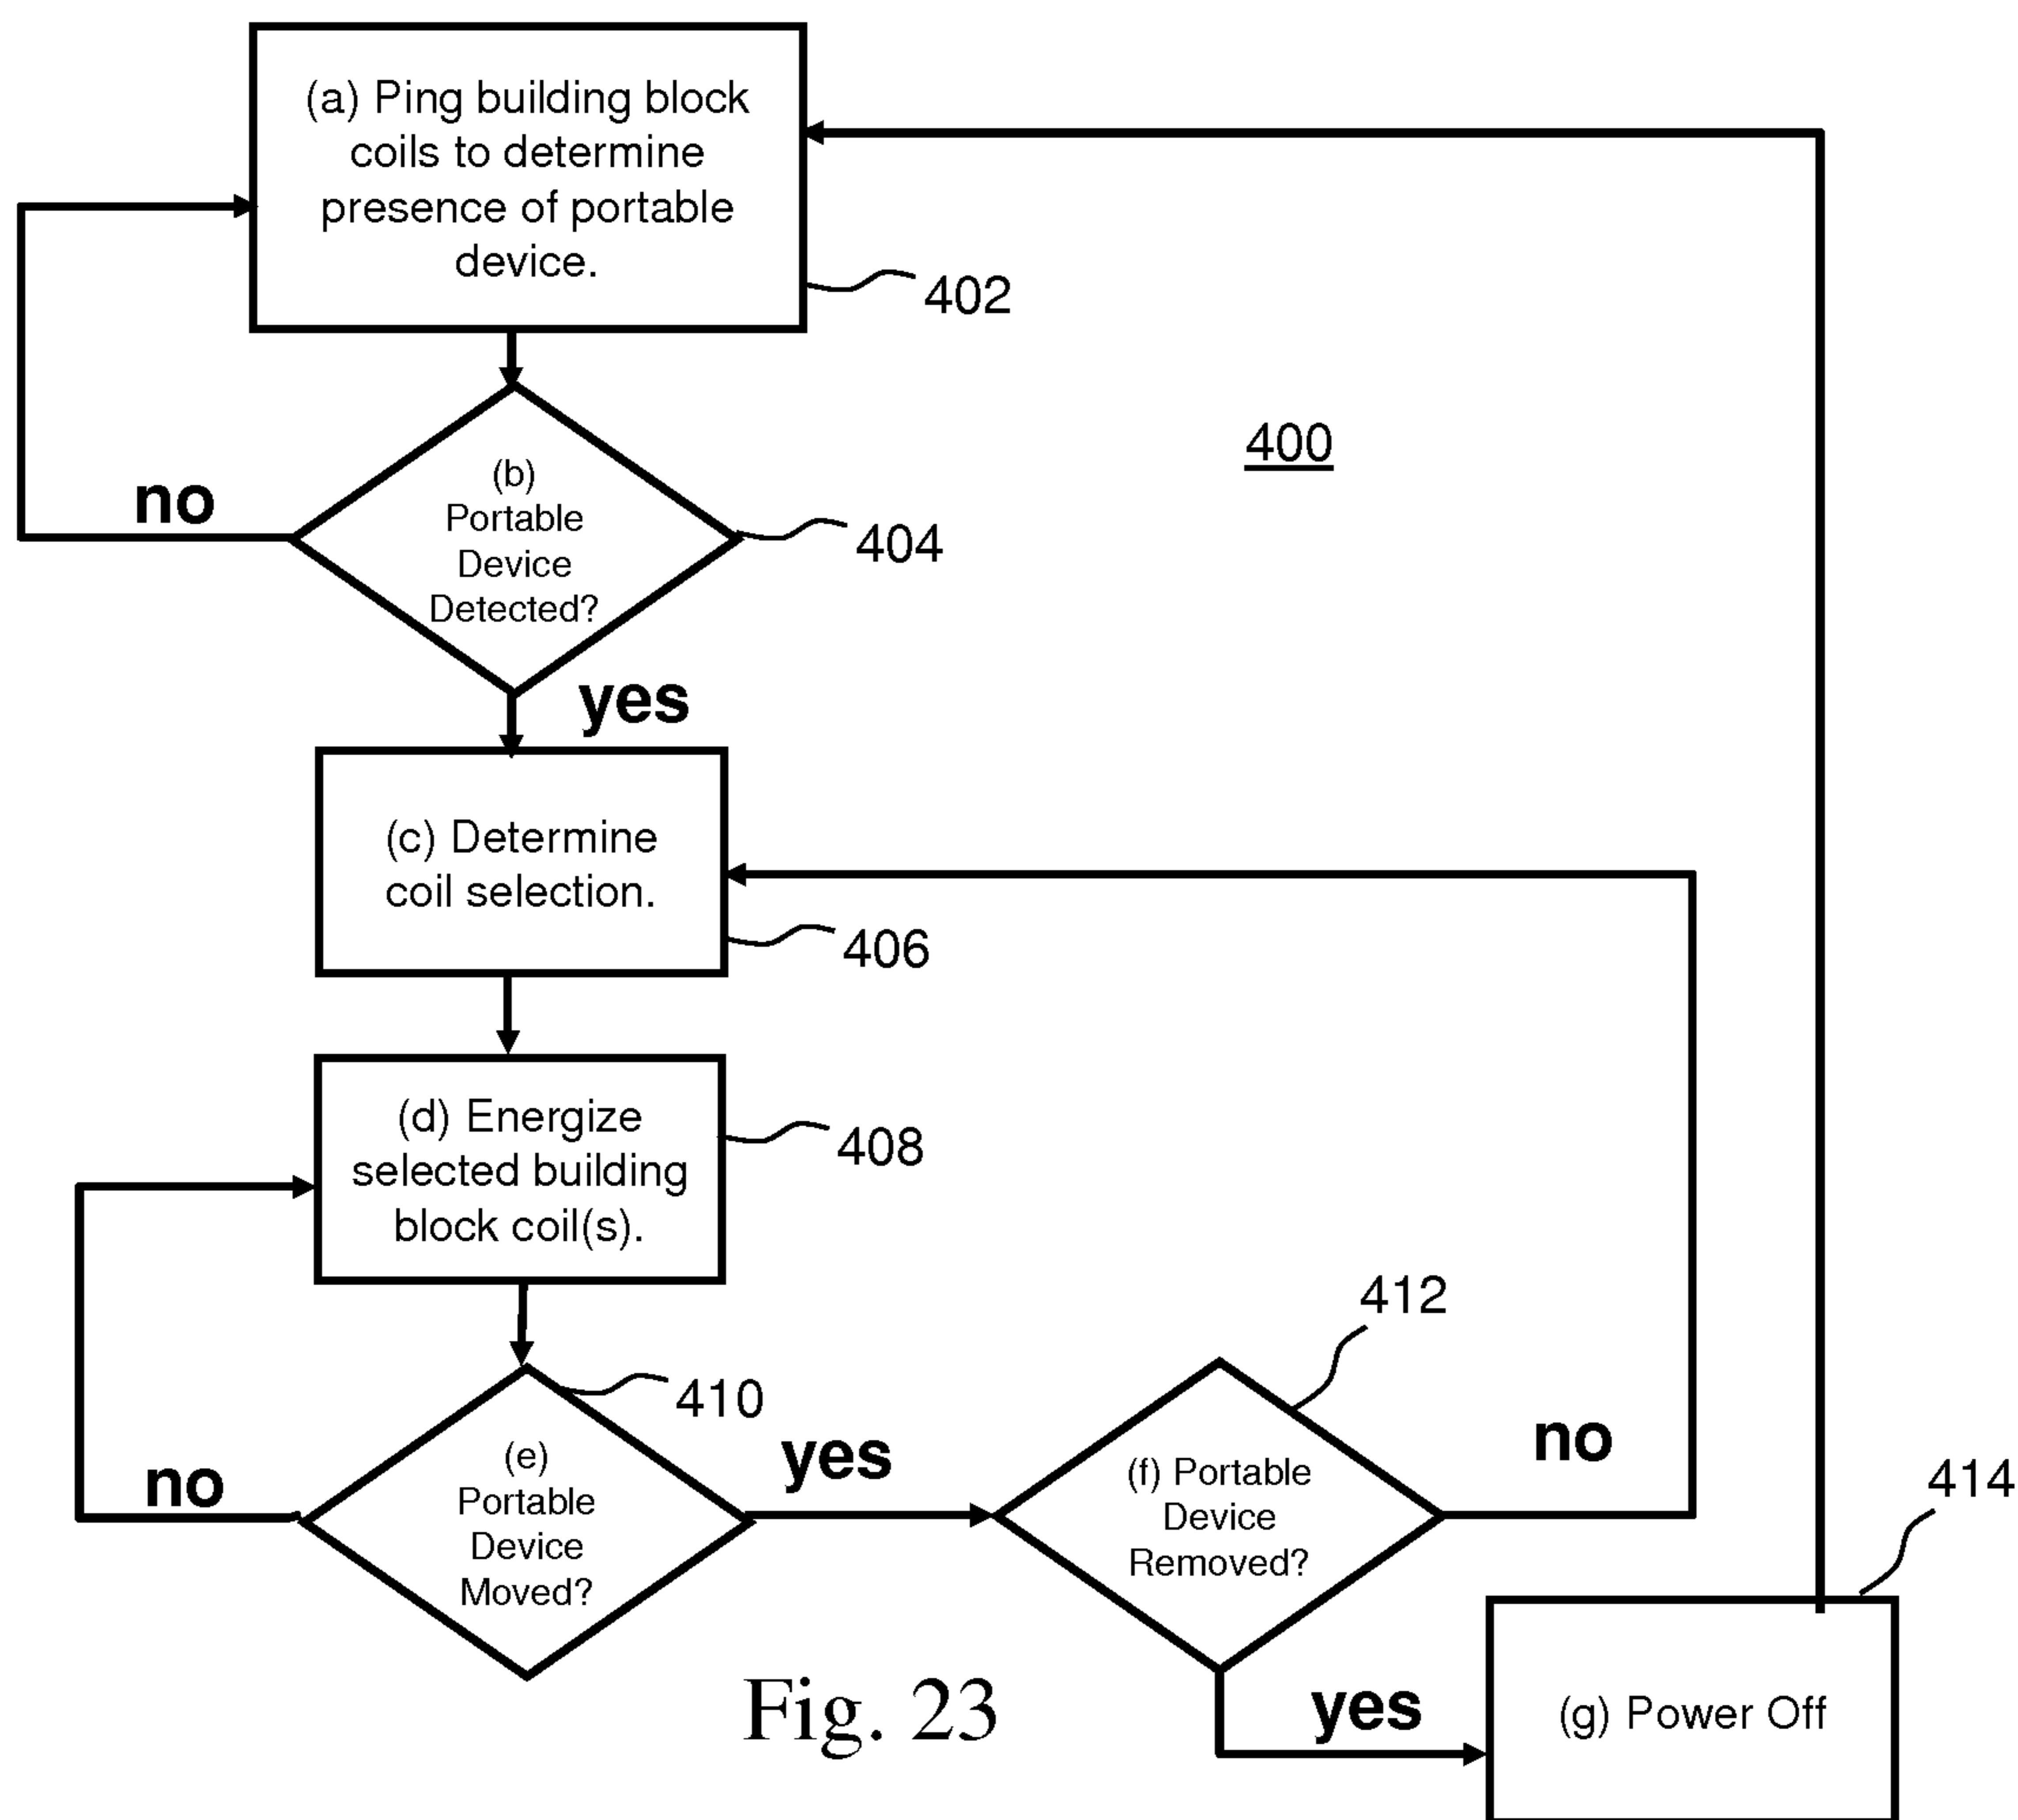 (a) Ping building block
coils to determine
presence of portable
device.
402
400
(b)
Portable
Device
Detected?
no
404
yes
(c) Determine
coil selection.
406
(d) Energize
selected building
block coil(s).
408
412
410
(e)
Portable
Device
Moved?
no
yes
(f) Portable
Device
Removed?
no
414
yes
(g) Power Off
Fig. 23